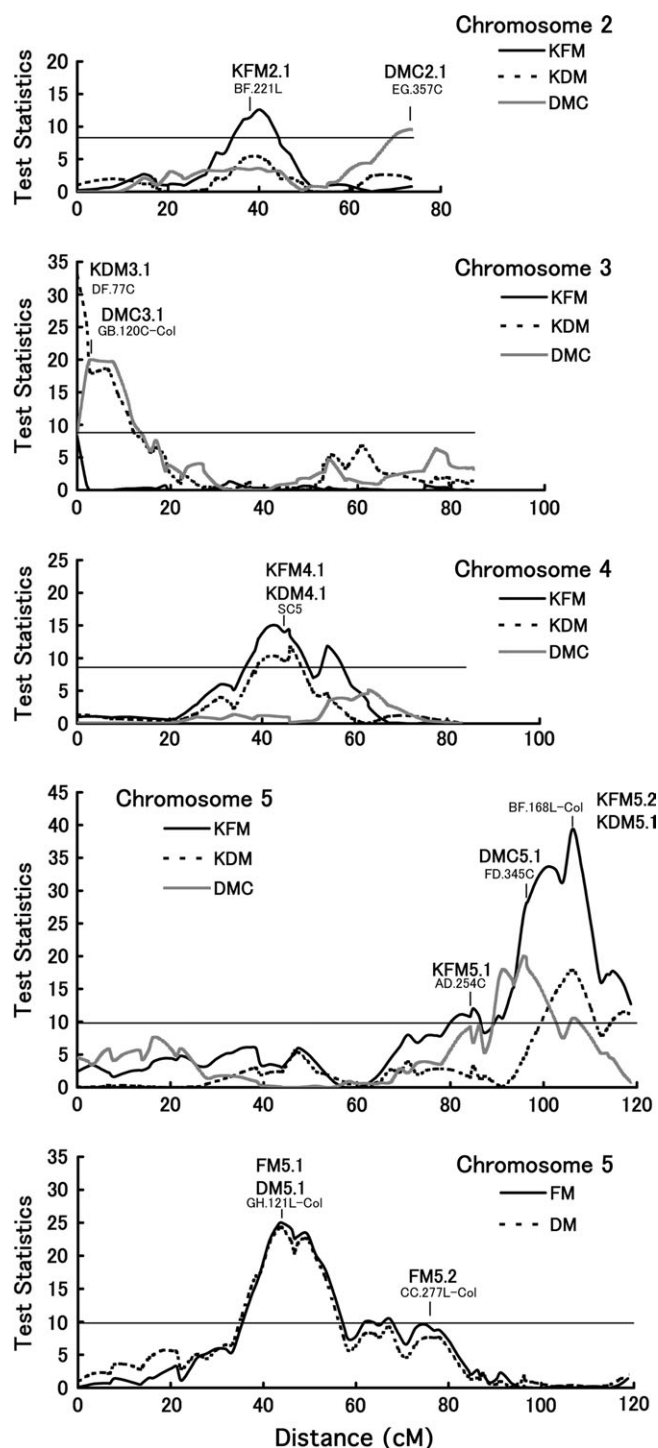 Chromosome 2
KFM
KDM
DMC
KFM2.1
BF.221L
DMC2.1
EG.357C
Test Statistics
20
15
10
5
0
0 20 40 60 80
Chromosome 3
KFM
KDM
DMC
KDM3.1
DF.77C
DMC3.1
GB.120C-Col
Test Statistics
35
30
25
20
15
10
5
0
0 20 40 60 80 100
Chromosome 4
KFM
KDM
DMC
KFM4.1
KDM4.1
SC5
Test Statistics
25
20
15
10
5
0
0 20 40 60 80 100
Chromosome 5
KFM
KDM
DMC
BF.168L-Col
KFM5.2
KDM5.1
DMC5.1
FD.345C
KFM5.1
AD.254C
Test Statistics
45
40
35
30
25
20
15
10
5
0
0 20 40 60 80 100 120
Chromosome 5
FM
DM
FM5.1
DM5.1
GH.121L-Col
FM5.2
CC.277L-Col
Test Statistics
35
30
25
20
15
10
5
0
0 20 40 60 80 100 120
Distance (cM)